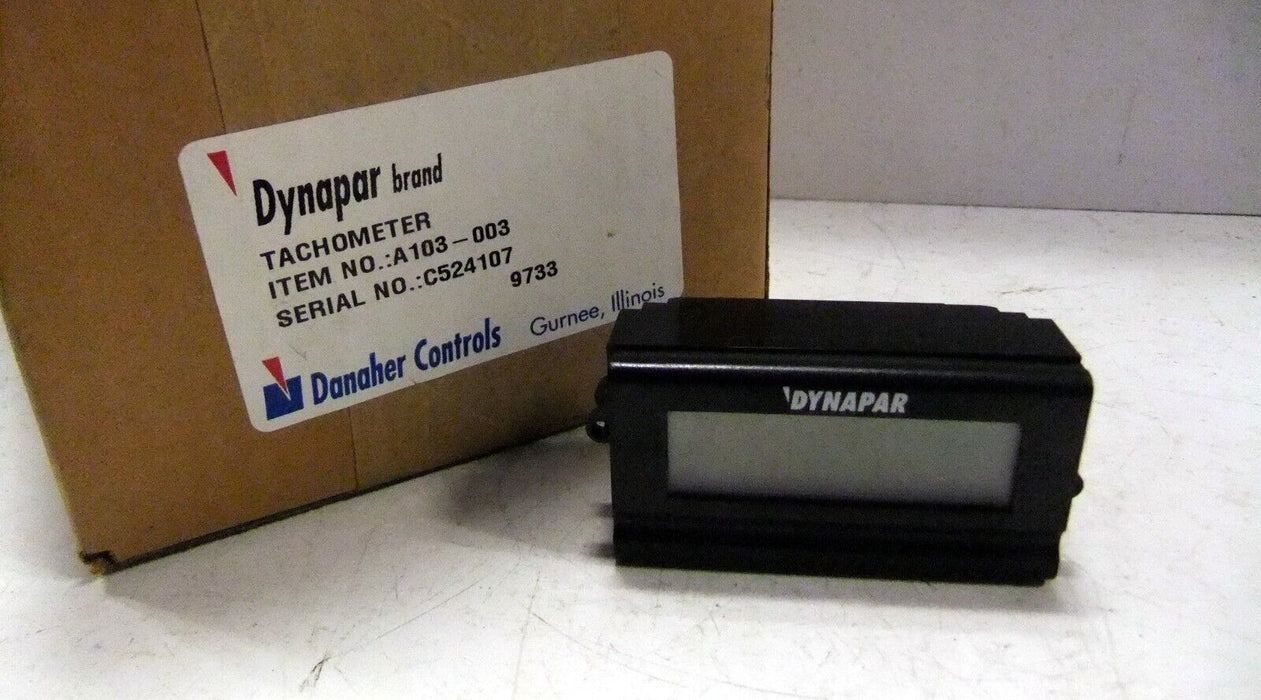 Dynapar brand
TACHOMETER
ITEM NO.:A103-003
SERIAL NO.:C524107
9733
Danaher Controls Gurnee, Illinois
DYNAPAR